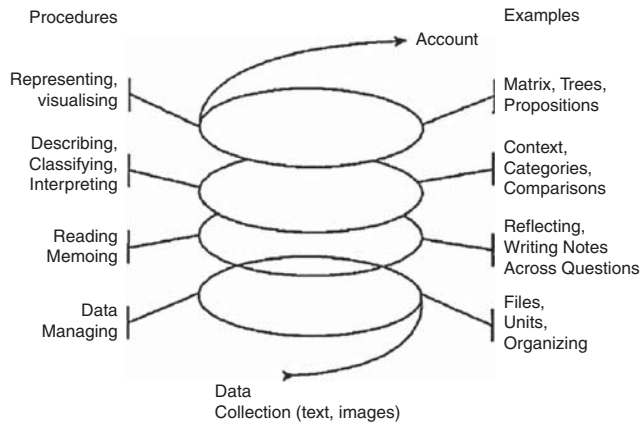 Procedures
Examples
Account
Representing,
visualising
Matrix, Trees,
Propositions
Describing,
Classifying,
Interpreting
Context,
Categories,
Comparisons
Reading
Memoing
Reflecting,
Writing Notes
Across Questions
Data
Managing
Files,
Units,
Organizing
Data
Collection (text, images)